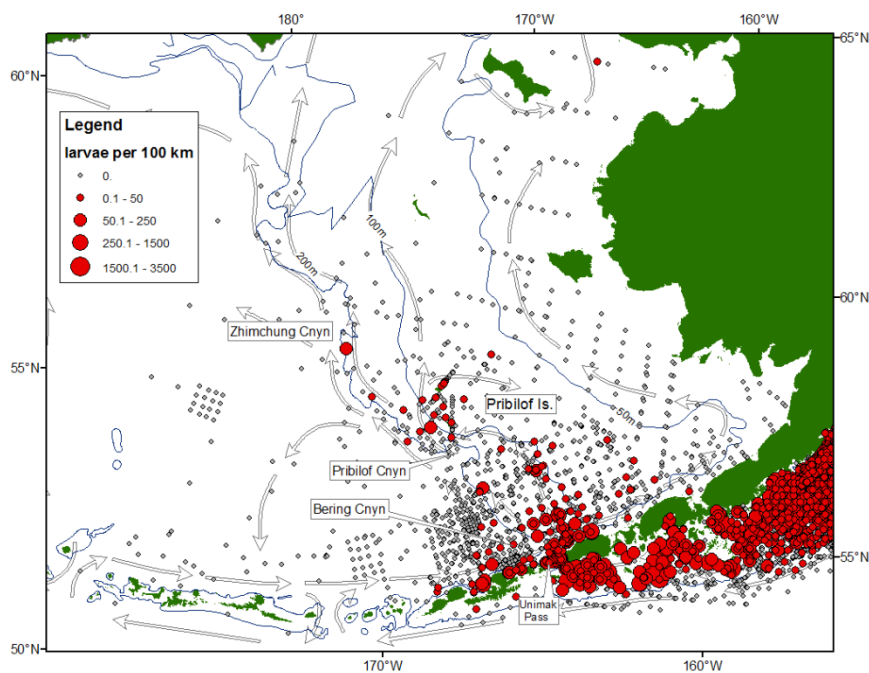 180°
170°W
160°W
65°N
60°N
Legend
larvae per 100 km
0.
0.1 - 50
50.1 - 250
250.1 - 1500
1500.1 - 3500
100m
200m
60°N
Zhimchung Cnyn
55°N
Pribilof Is.
50m
Pribilof Cnyn
Bering Cnyn
55°N
Unimak
Pass
50°N
170°W
160°W